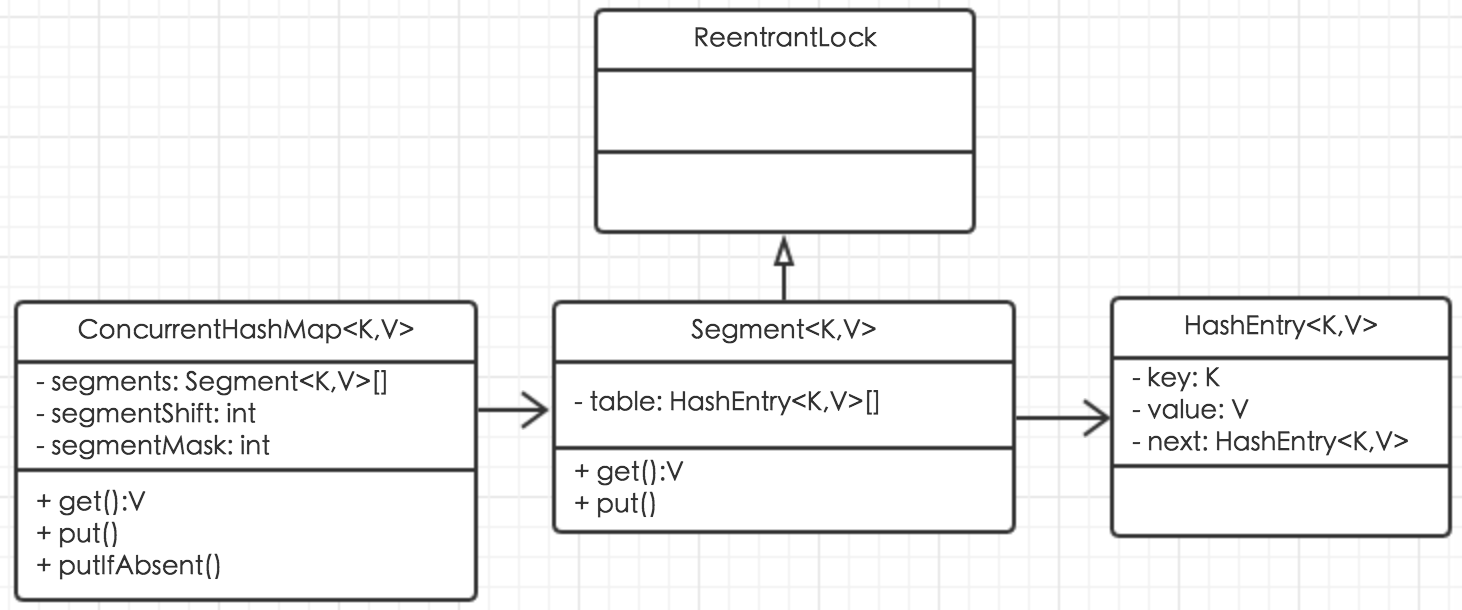 ReentrantLock
ConcurrentHashMap<K,V>
- segments: Segment<K,V>[]
- segmentShift: int
- segmentMask: int
+ get():V
+ put()
+ putIfAbsent()
Segment<K,V>
- table: HashEntry<K,V>[]
+ get():V
+ put()
HashEntry<K,V>
- key: K
- value: V
- next: HashEntry<K,V>